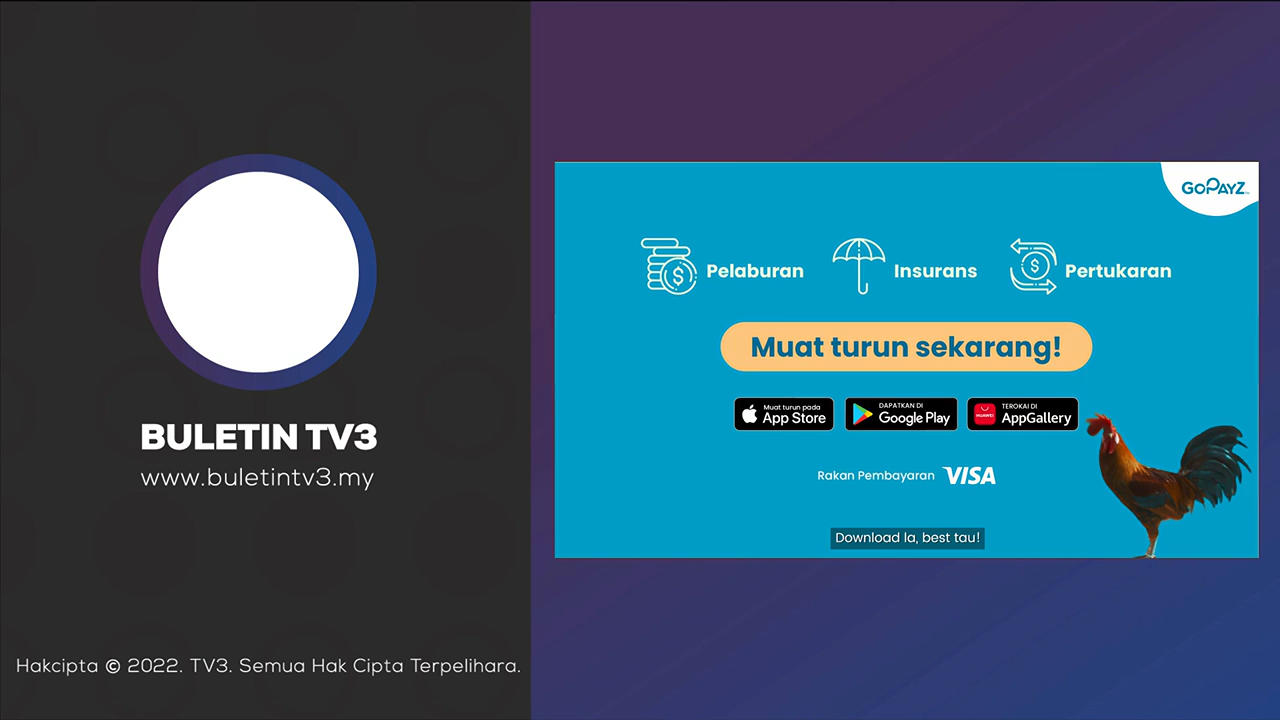 BULETIN TV3
www.buletintv3.my
Hakcipta © 2022. TV3. Semua Hak Cipta Terpelihara.
GOPAYZ
Pelaburan
Insurans
Pertukaran
Muat turun sekarang!
Muat turun pada
App Store
DAPATKAN DI
Google Play
HUAWEI
TEROKAI DI
AppGallery
Rakan Pembayaran VISA
Download la, best tau!